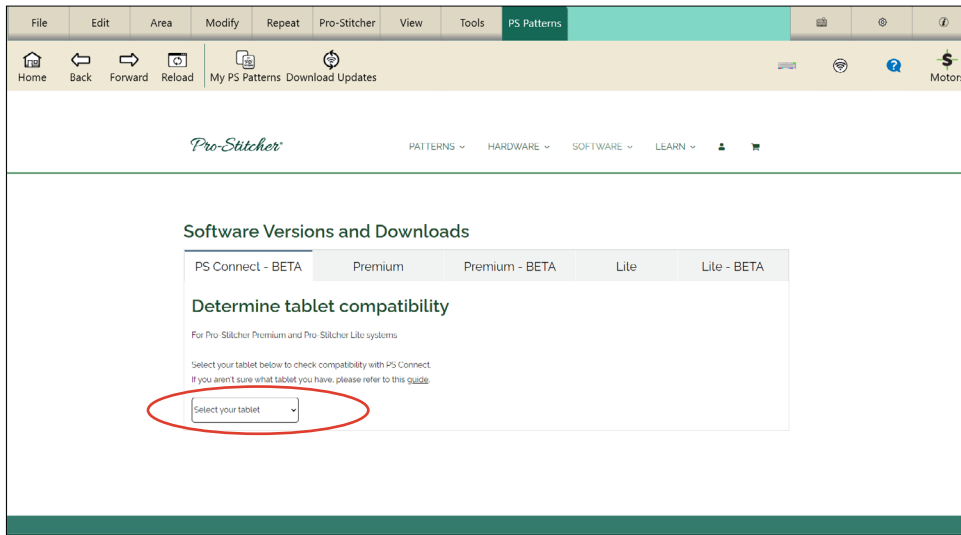 File Edit Area Modify Repeat Pro-Stitcher View Tools PS Patterns
Home Back Forward Reload My PS Patterns Download Updates Motors
Pro-Stitcher® PATTERNS HARDWARE SOFTWARE LEARN
Software Versions and Downloads
PS Connect - BETA Premium Premium - BETA Lite Lite - BETA
Determine tablet compatibility
For Pro-Stitcher Premium and Pro-Stitcher Lite systems
Select your tablet below to check compatibility with PS Connect.
If you aren't sure what tablet you have, please refer to this guide.
Select your tablet